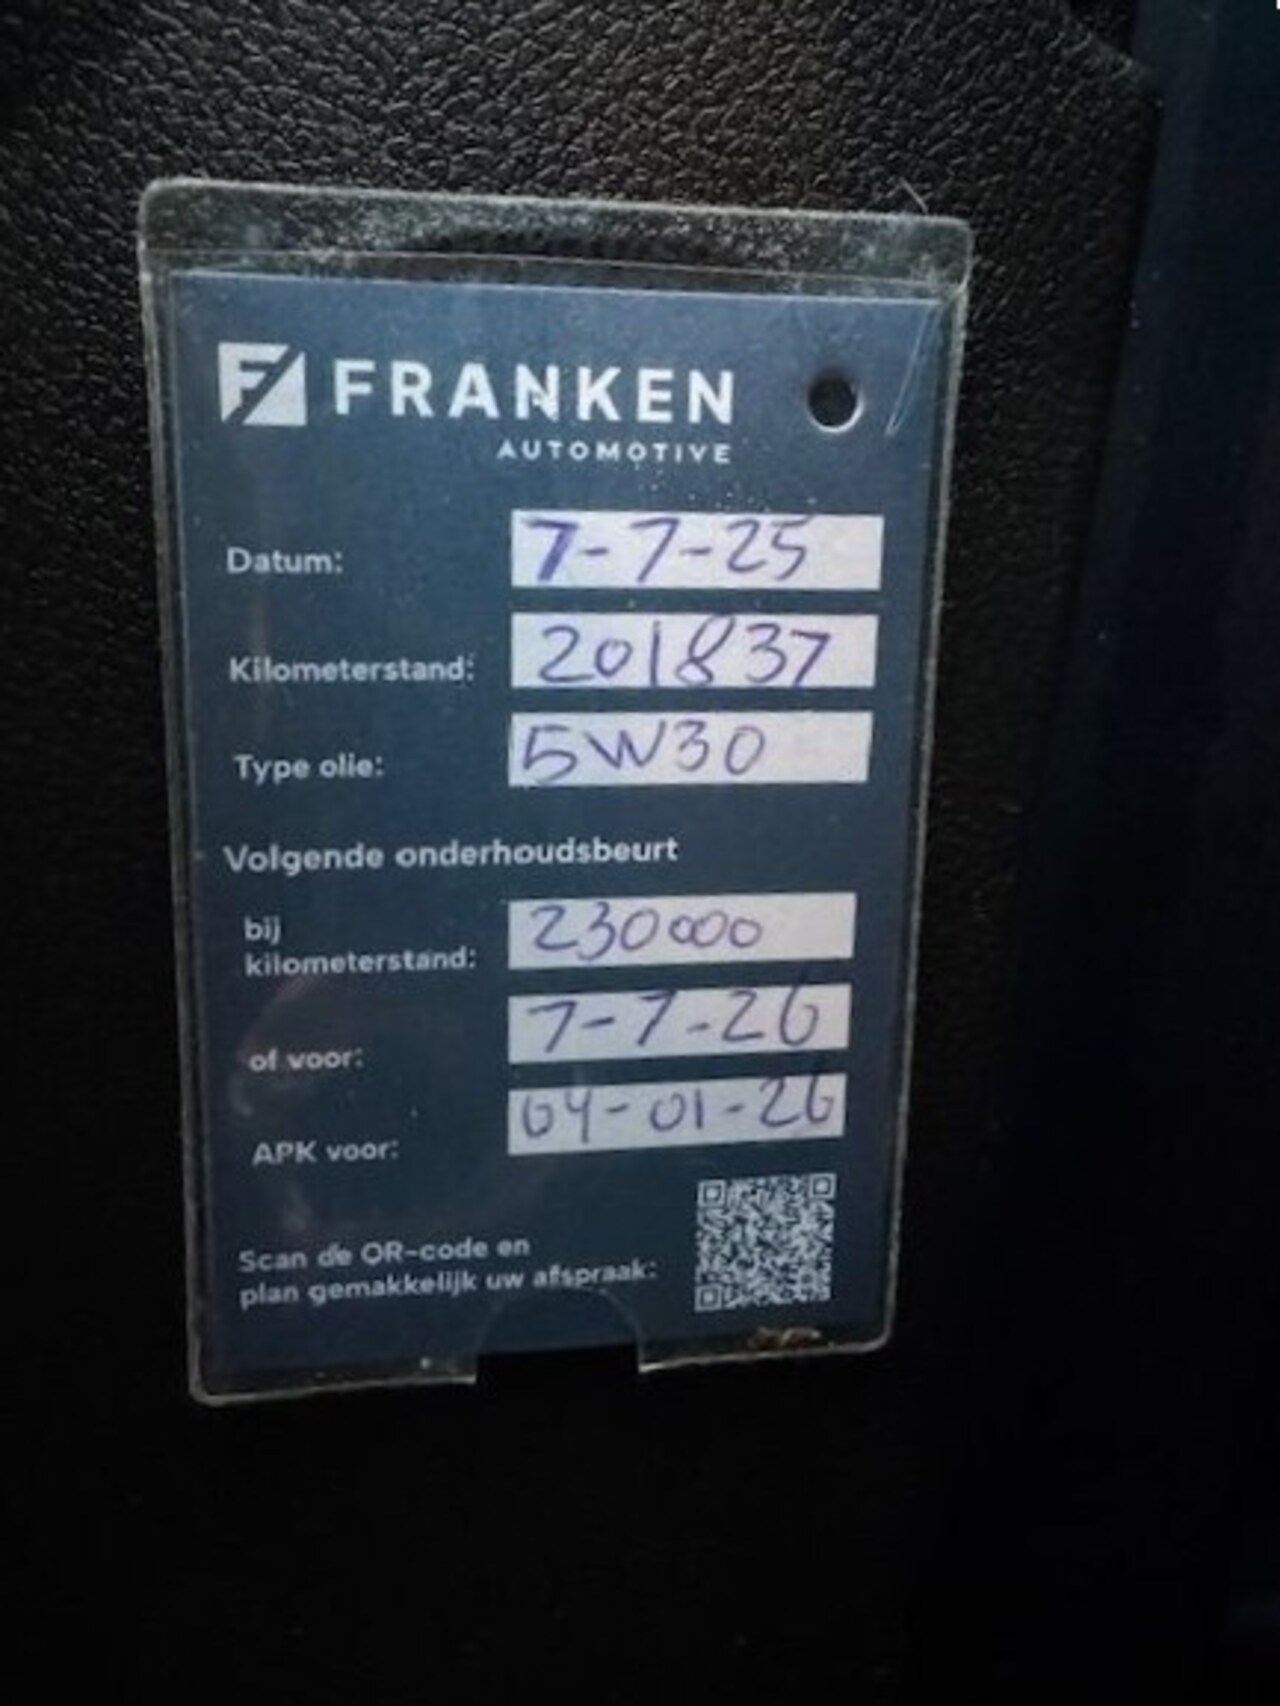 FRANKEN
AUTOMOTIVE
Datum: 7-7-25
Kilometerstand: 201837
Type olie: 5W30
Volgende onderhoudsbeurt
bij
kilometerstand: 230000
of voor: 7-7-26
APK voor: 04-01-26
Scan de QR-code en
plan gemakkelijk uw afspraak: